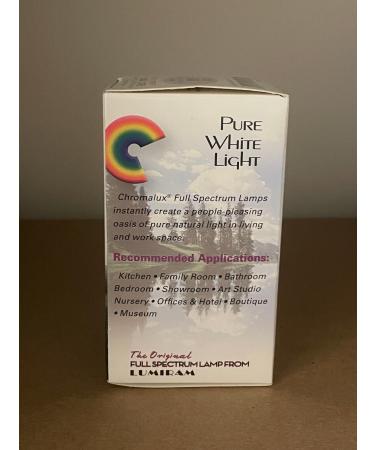 PURE
WHITE
LIGHT
Chromalux® Full Spectrum Lamps
instantly create a people-pleasing
oasis of pure natural light in living
and work space.
Recommended Applications:
Kitchen • Family Room • Bathroom
Bedroom • Showroom • Art Studio
Nursery • Offices & Hotel • Boutique
• Museum
The Original
FULL SPECTRUM LAMP FROM
LUMIRAM